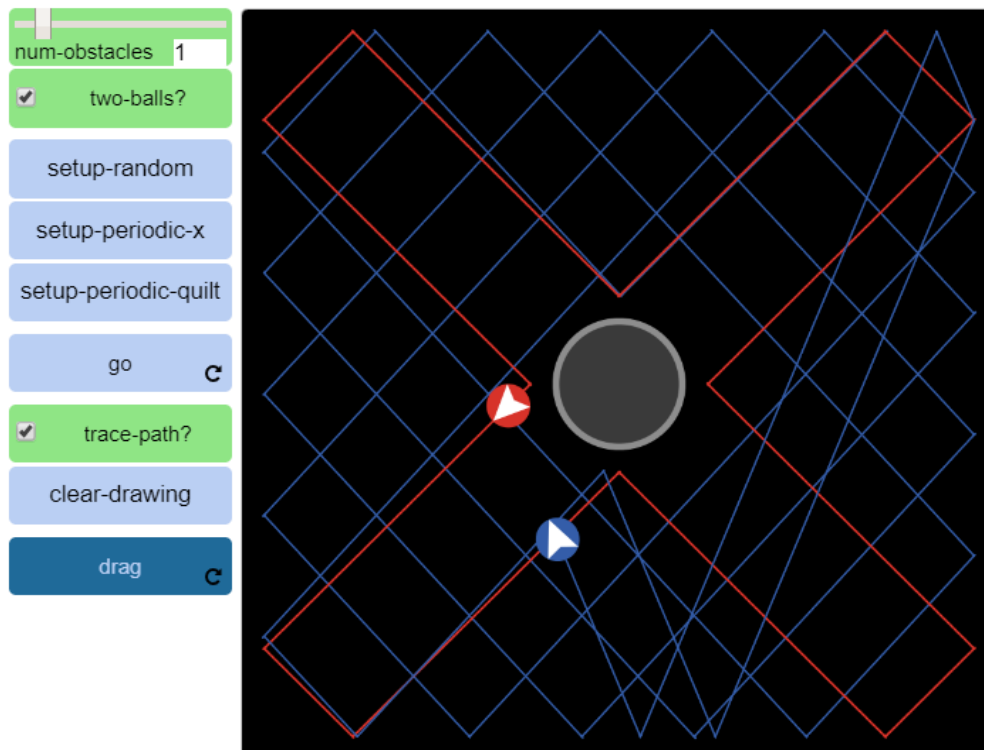 num-obstacles 1
two-balls?
setup-random
setup-periodic-x
setup-periodic-quilt
go
trace-path?
clear-drawing
drag